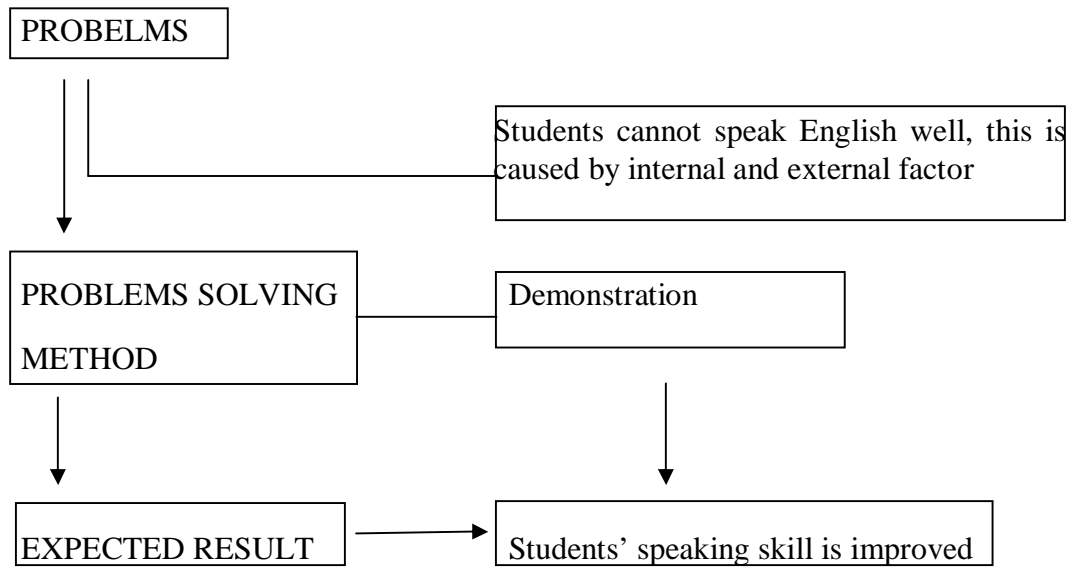 PROBELMS
Students cannot speak English well, this is
caused by internal and external factor
PROBLEMS SOLVING
METHOD
Demonstration
EXPECTED RESULT
Students’ speaking skill is improved